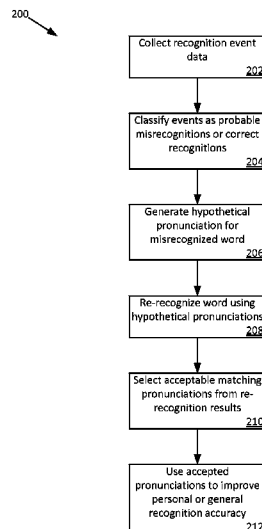 200
Collect recognition event
data
202
Classify events as probable
misrecognitions or correct
recognitions
204
Generate hypothetical
pronunciation for
misrecognized word
206
Re-recognize word using
hypothetical pronunciations
208
Select acceptable matching
pronunciations from re-
recognition results
210
Use accepted
pronunciations to improve
personal or general
recognition accuracy
212